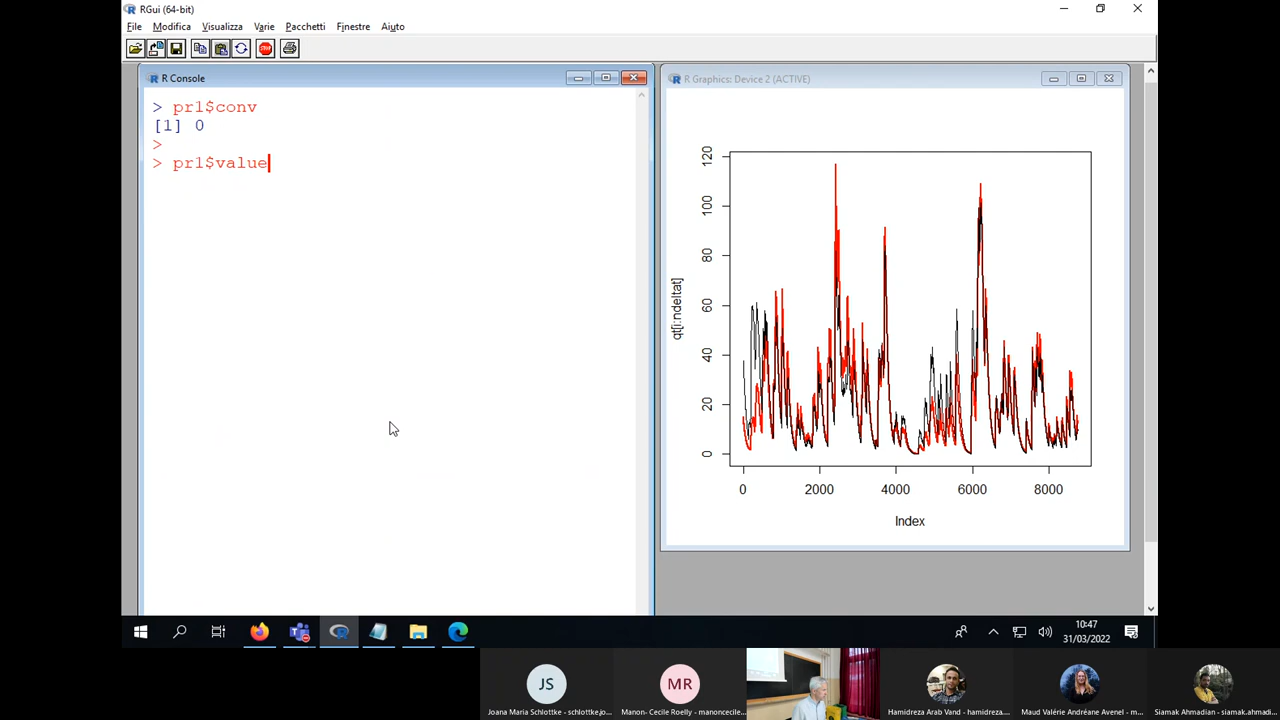 RGui (64-bit)
File Modifica Visualizza Varie Pacchetti Finestre Aiuto
STOP
R Console
> pr1$conv
[1] 0
>
> pr1$value
R Graphics: Device 2 (ACTIVE)
qt[i:ndeltat]
120
100
80
60
40
20
0
0 2000 4000 6000 8000
Index
10:47
31/03/2022
JS
Joana Maria Schlottke - schlottke.jo...
MR
Manon- Cecile Roelly - manoncecile...
Hamidreza Arab Vand - hamidreza....
Maud Valérie Andréane Avenel - m...
Siamak Ahmadian - siamak.ahmadi...